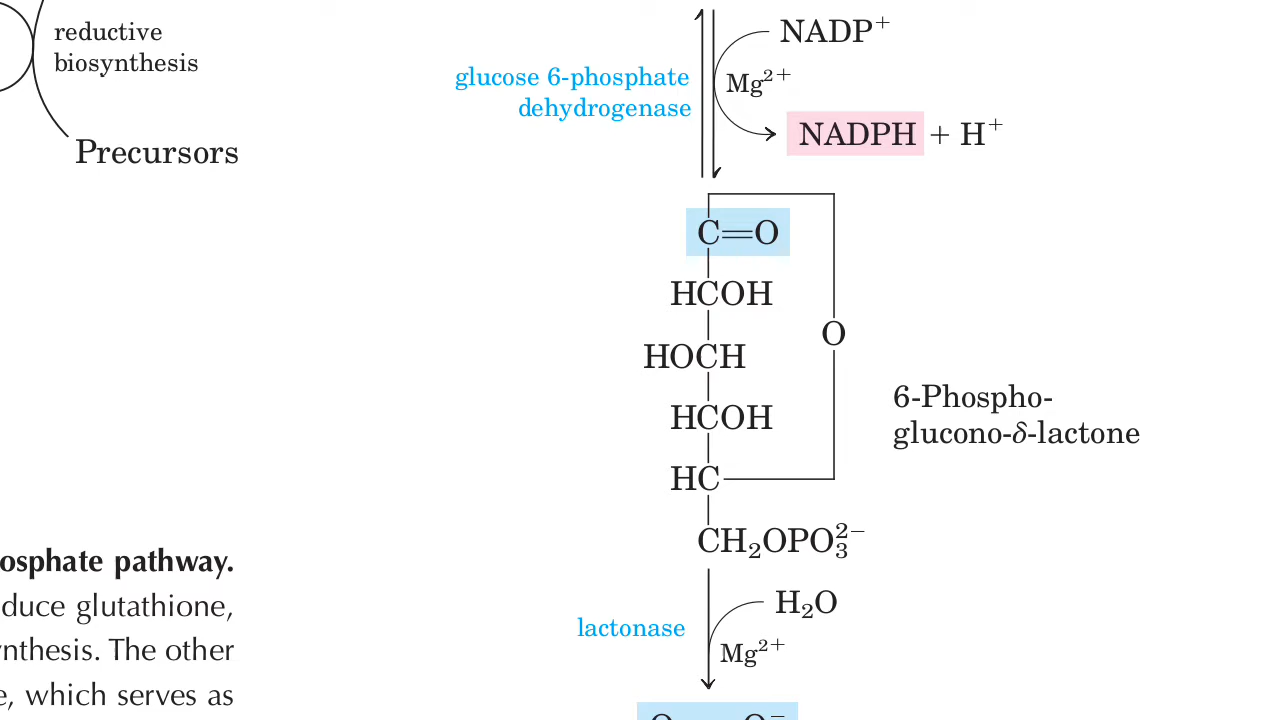 reductive
biosynthesis
Precursors
NADP⁺
glucose 6-phosphate
dehydrogenase
Mg²⁺
NADPH + H⁺
C=O
HCOH
HOCH
O
HCOH
HC
CH₂OPO₃²⁻
6-Phospho-
glucono-δ-lactone
H₂O
lactonase
Mg²⁺
osphate pathway.
duce glutathione,
nthesis. The other
e, which serves as